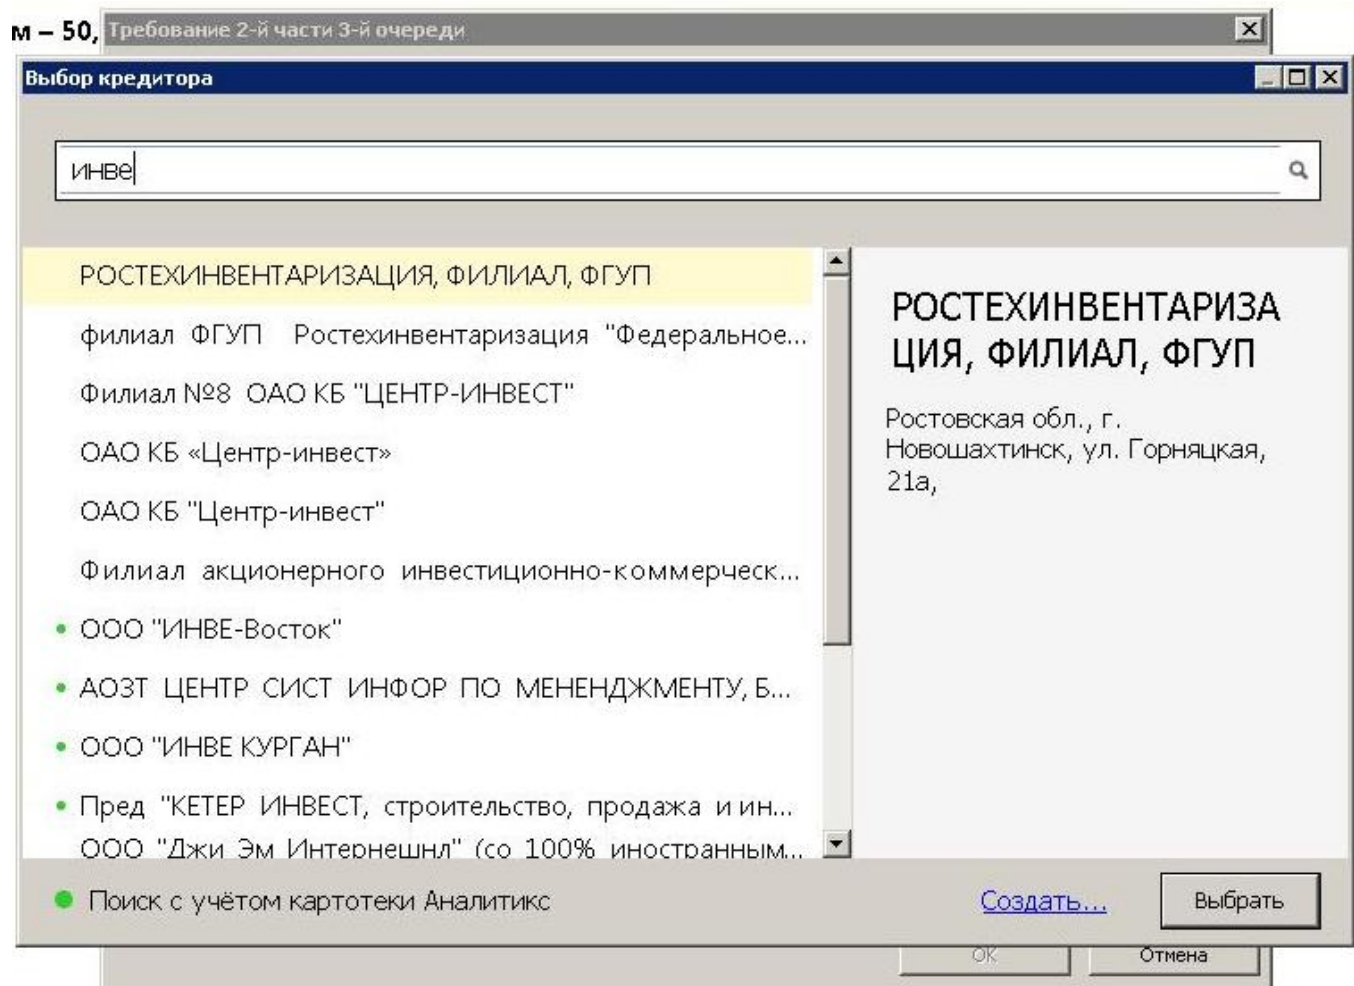 м – 50,
Требование 2-й части 3-й очереди
Выбор кредитора
инве
РОСТЕХИНВЕНТАРИЗАЦИЯ, ФИЛИАЛ, ФГУП
филиал ФГУП Ростехинвентаризация "Федеральное...
Филиал №8 ОАО КБ "ЦЕНТР-ИНВЕСТ"
ОАО КБ «Центр-инвест»
ОАО КБ "Центр-инвест"
Филиал акционерного инвестиционно-коммерческ...
ООО "ИНВЕ-Восток"
АОЗТ ЦЕНТР СИСТ ИНФОР ПО МЕНЕНДЖМЕНТУ, Б...
ООО "ИНВЕ КУРГАН"
Пред "КЕТЕР ИНВЕСТ, строительство, продажа и ин...
ООО "Джи Эм Интернешнл" (со 100% иностранным...
РОСТЕХИНВЕНТАРИЗА
ЦИЯ, ФИЛИАЛ, ФГУП
Ростовская обл., г.
Новошахтинск, ул. Горняцкая,
21а,
Поиск с учётом картотеки Аналитикс
Создать...
Выбрать
ОК
Отмена